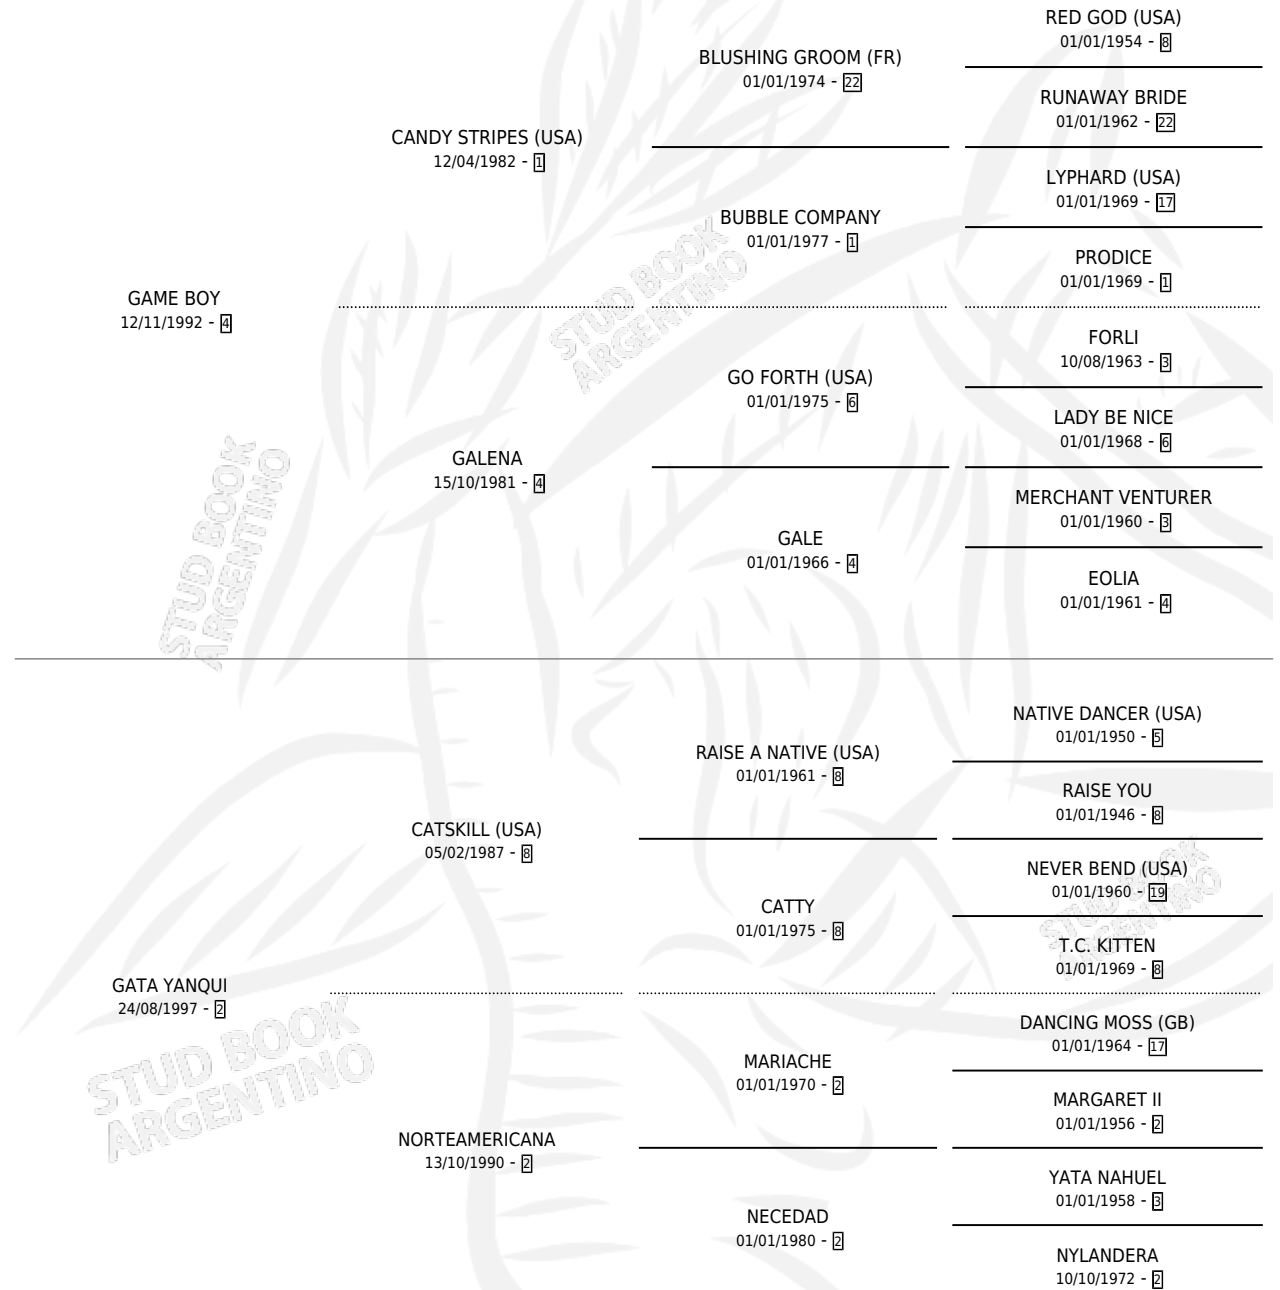 RED GOD (USA)
01/01/1954 - 8
BLUSHING GROOM (FR)
01/01/1974 - 22
RUNAWAY BRIDE
01/01/1962 - 22
CANDY STRIPES (USA)
12/04/1982 - 1
LYPHARD (USA)
01/01/1969 - 17
BUBBLE COMPANY
01/01/1977 - 1
PRODICE
01/01/1969 - 1
GAME BOY
12/11/1992 - 4
STUD BOOK
ARGENTINO
FORLI
10/08/1963 - 3
GO FORTH (USA)
01/01/1975 - 6
LADY BE NICE
01/01/1968 - 6
GALENA
15/10/1981 - 4
MERCHANT VENTURER
01/01/1960 - 3
GALE
01/01/1966 - 4
EOLIA
01/01/1961 - 4
STUD BOOK
ARGENTINO
NATIVE DANCER (USA)
01/01/1950 - 5
RAISE A NATIVE (USA)
01/01/1961 - 8
RAISE YOU
01/01/1946 - 8
CATSKILL (USA)
05/02/1987 - 8
NEVER BEND (USA)
01/01/1960 - 19
CATTY
01/01/1975 - 8
STUD BOOK
ARGENTINO
T.C. KITTEN
01/01/1969 - 8
GATA YANQUI
24/08/1997 - 2
DANCING MOSS (GB)
01/01/1964 - 17
STUD BOOK
ARGENTINO
MARIACHE
01/01/1970 - 2
MARGARET II
01/01/1956 - 2
NORTEAMERICANA
13/10/1990 - 2
YATA NAHUEL
01/01/1958 - 3
NECEDAD
01/01/1980 - 2
NYLANDERA
10/10/1972 - 2